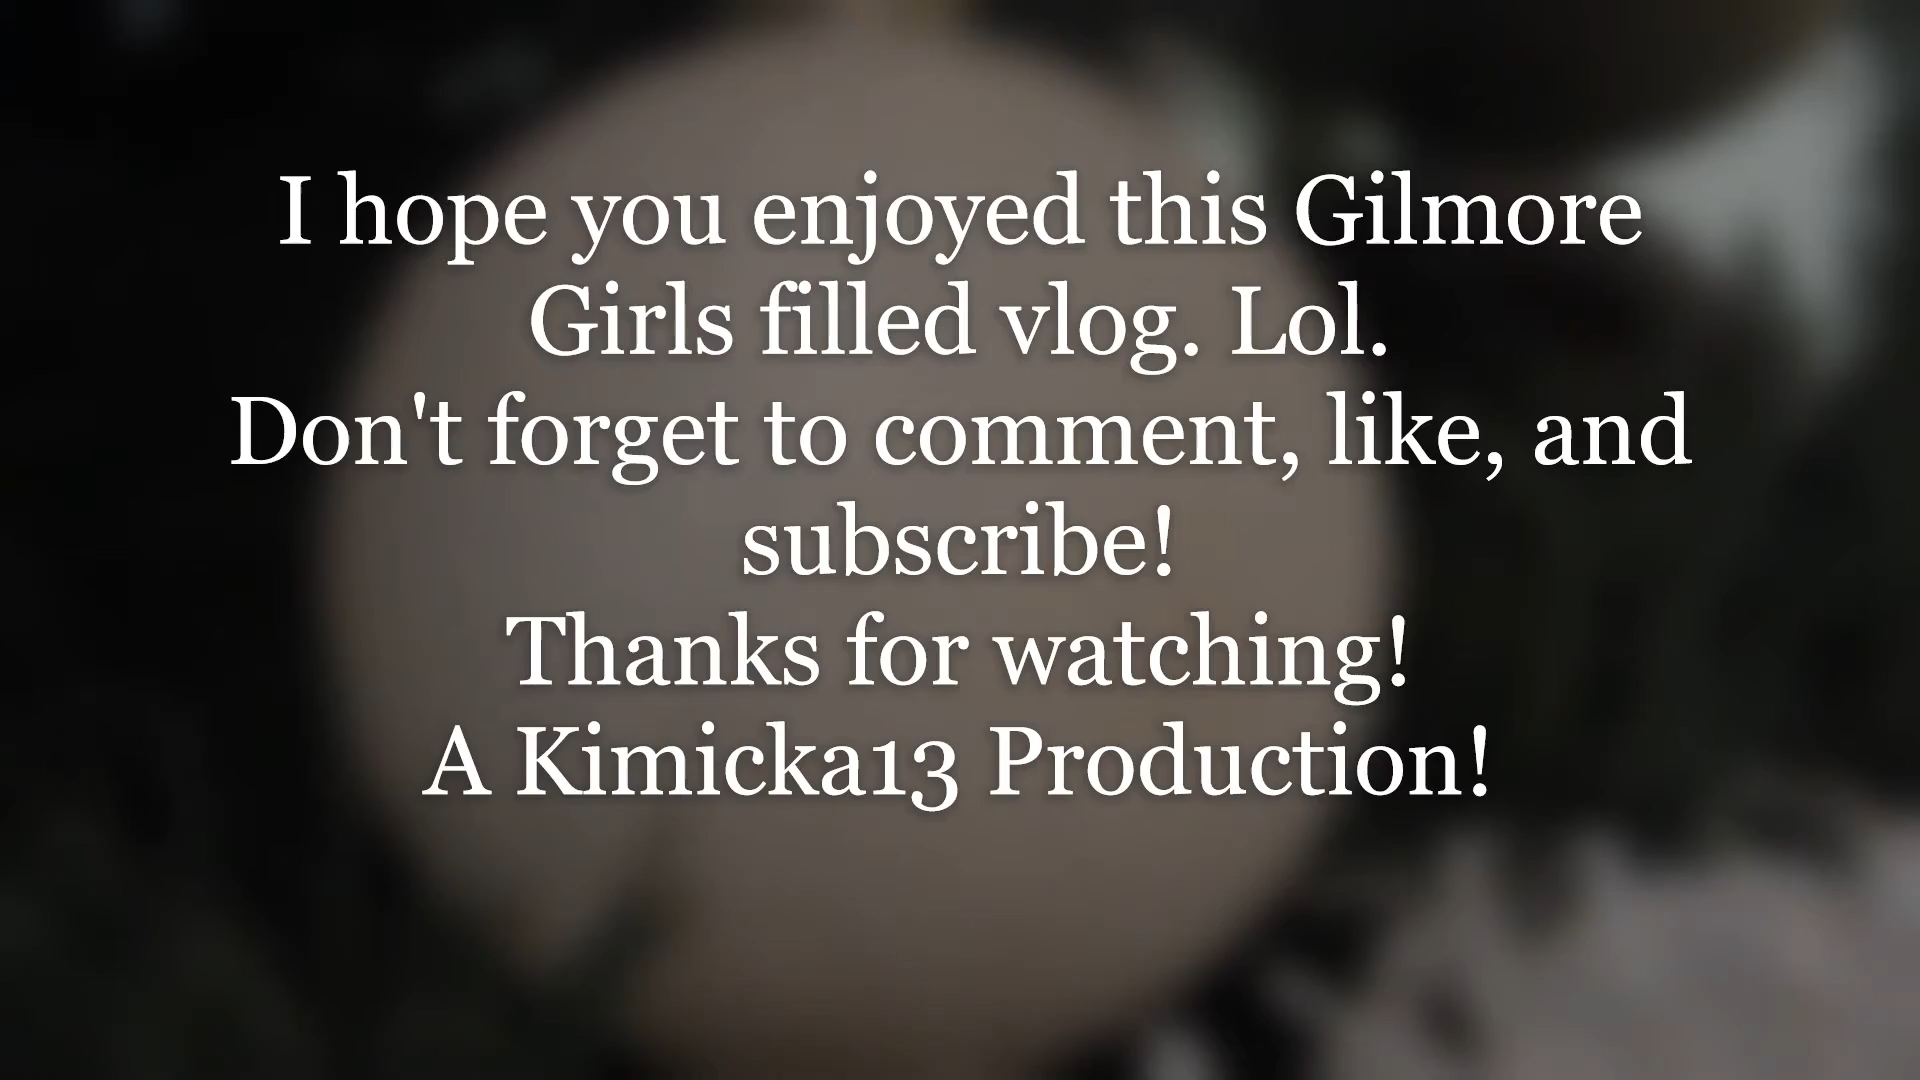 I hope you enjoyed this Gilmore
Girls filled vlog. Lol.
Don't forget to comment, like, and
subscribe!
Thanks for watching!
A Kimicka13 Production!